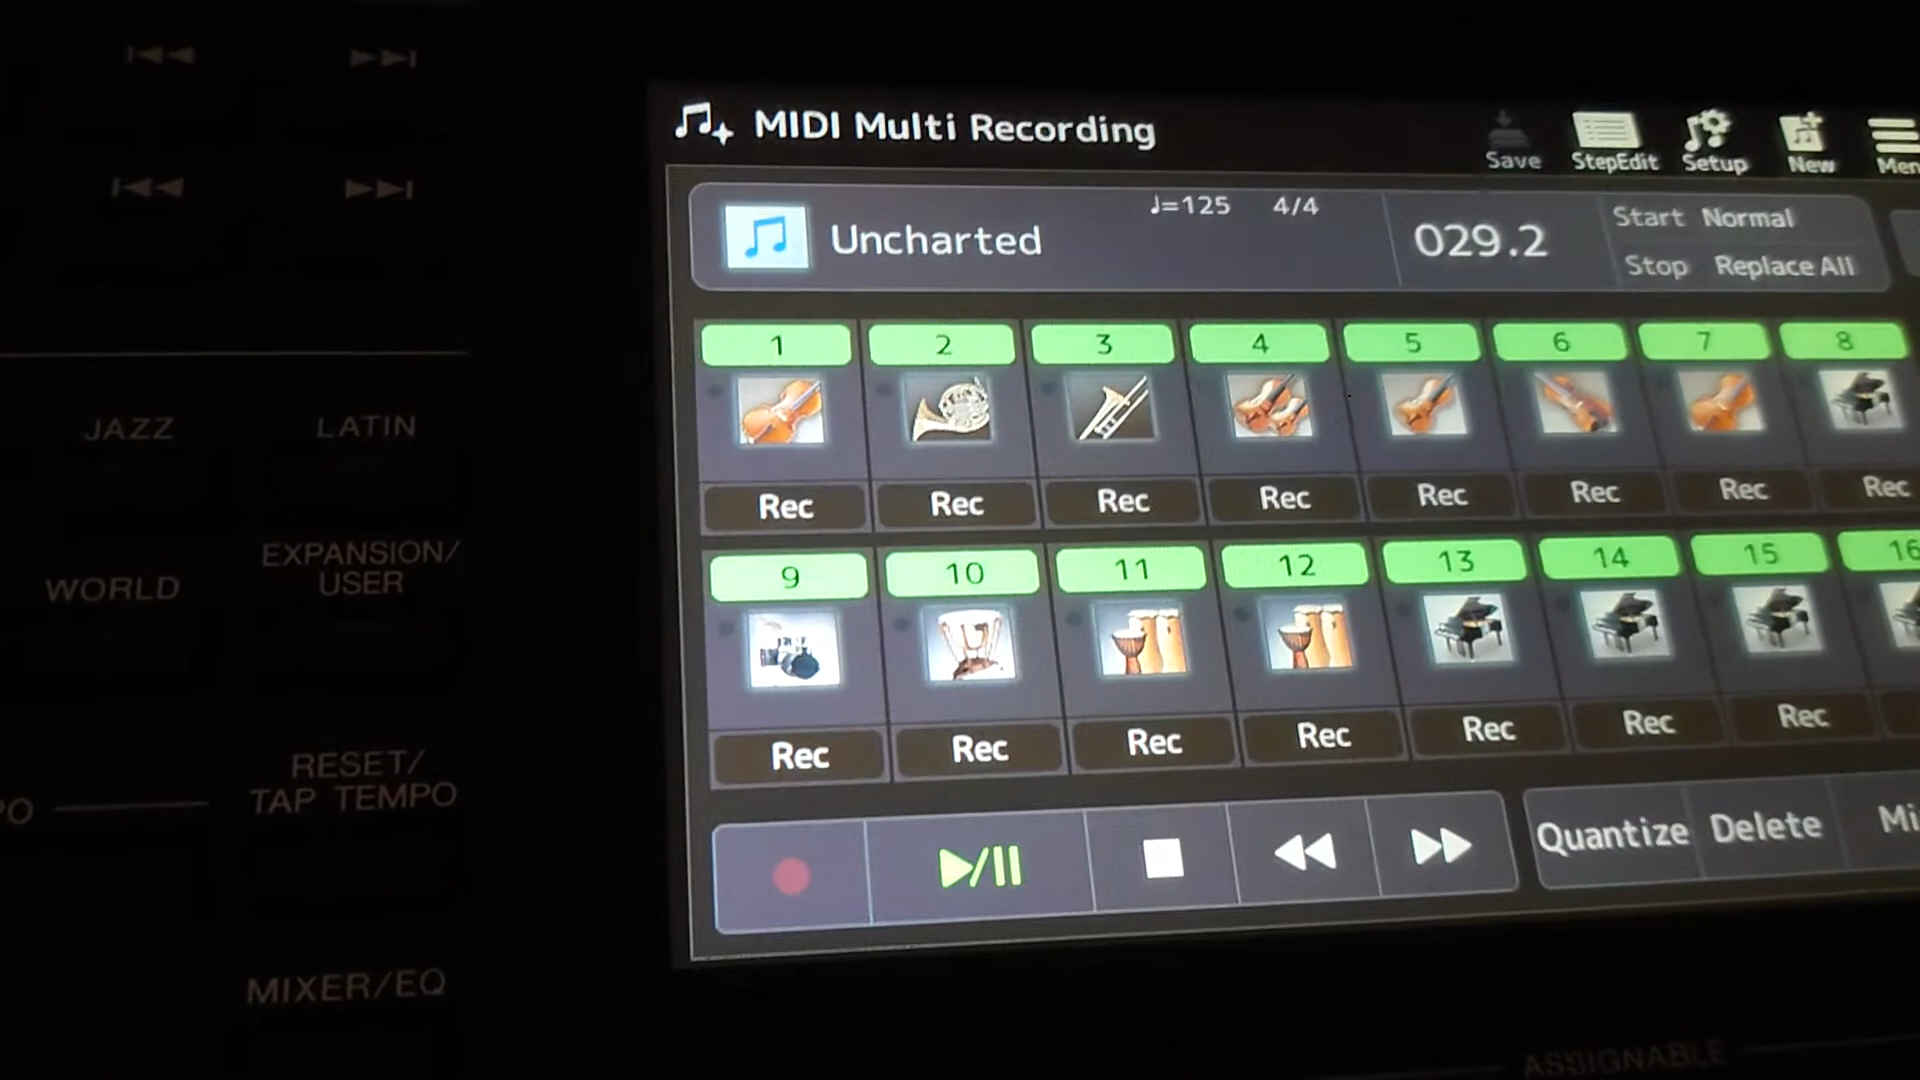 MIDI Multi Recording
Save
StepEdit
Setup
New
Uncharted
♩=125
4/4
029.2
Start Normal
Stop Replace All
1 2 3 4 5 6 7 8
Rec Rec Rec Rec Rec Rec Rec Rec
9 10 11 12 13 14 15 16
Rec Rec Rec Rec Rec Rec Rec
Quantize
Delete
JAZZ
LATIN
WORLD
EXPANSION/
USER
RESET/
TAP TEMPO
MIXER/EQ
ASSIGNABLE